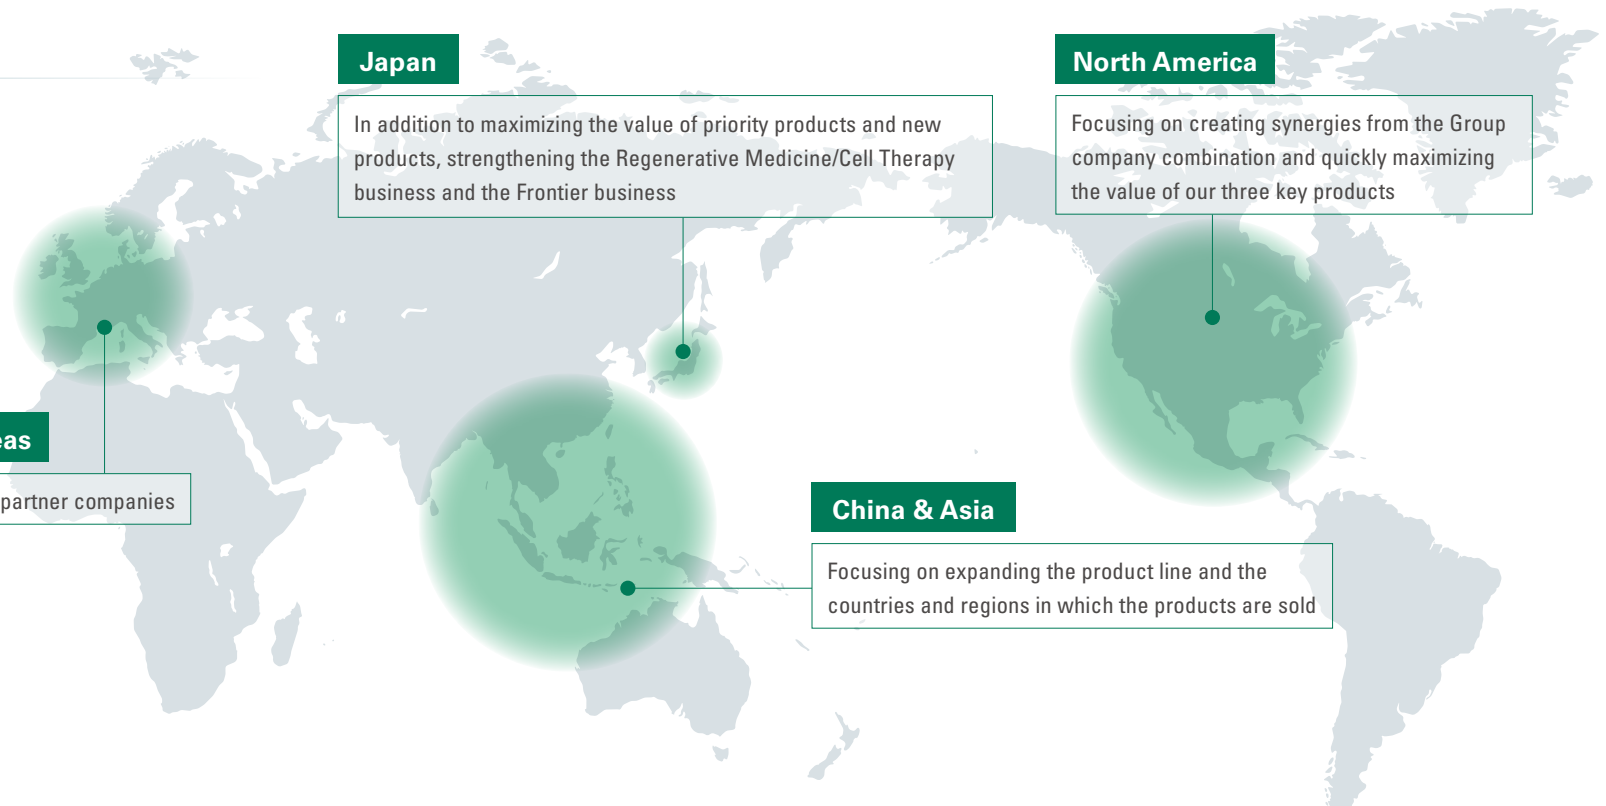 Japan
In addition to maximizing the value of priority products and new
products, strengthening the Regenerative Medicine/Cell Therapy
business and the Frontier business
North America
Focusing on creating synergies from the Group
company combination and quickly maximizing
the value of our three key products
eas
partner companies
China & Asia
Focusing on expanding the product line and the
countries and regions in which the products are sold